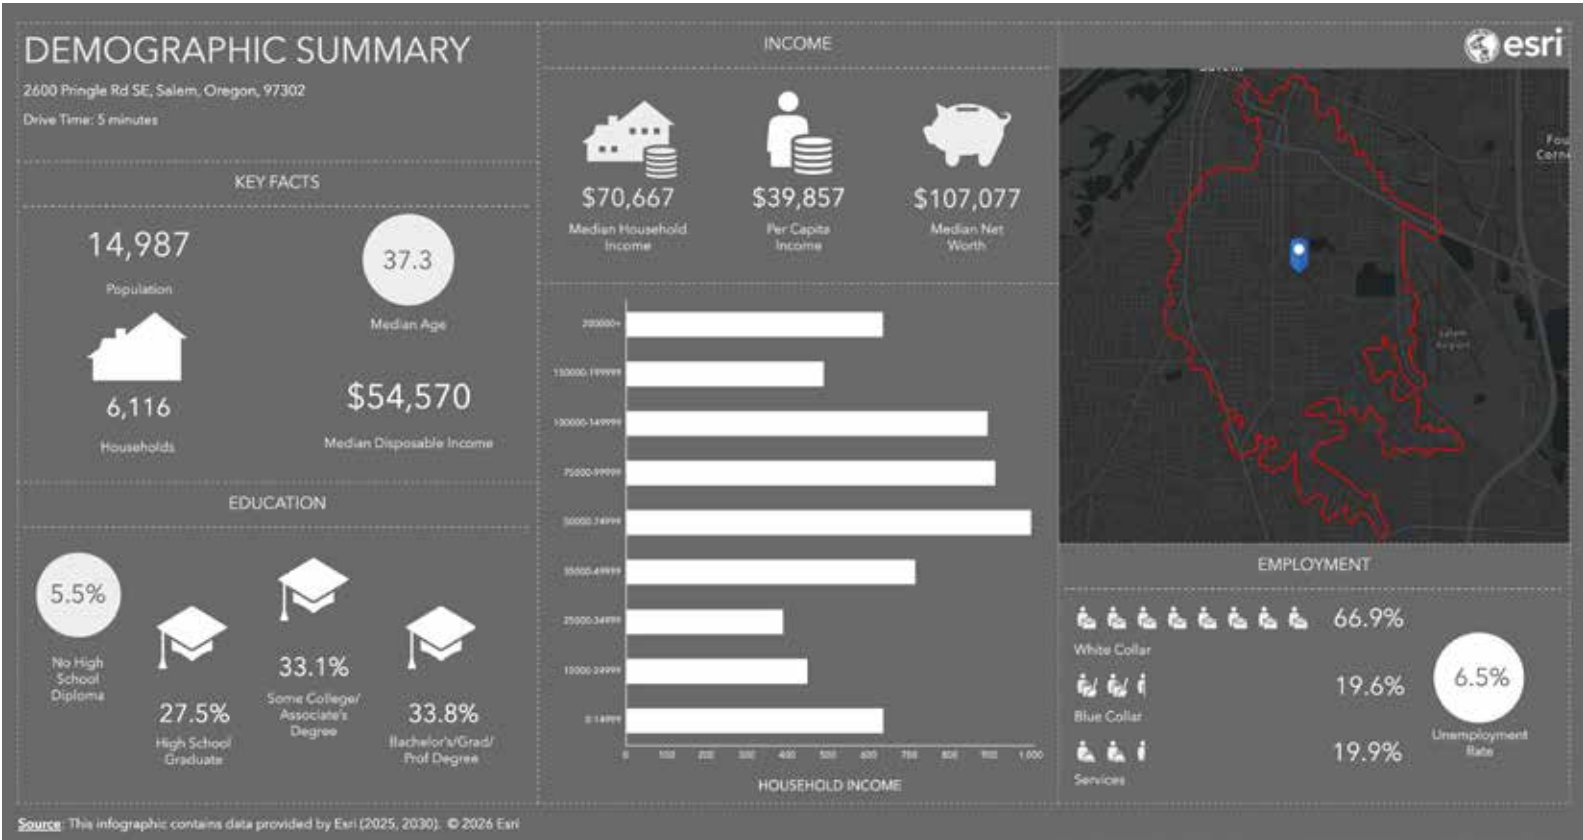 DEMOGRAPHIC SUMMARY
2600 Pringle Rd SE, Salem, Oregon, 97302
Drive Time: 5 minutes
KEY FACTS
14,987
Population
37.3
Median Age
6,116
Households
$54,570
Median Disposable Income
EDUCATION
5.5%
No High
School
Diploma
27.5%
High School
Graduate
33.1%
Some College/
Associate's
Degree
33.8%
Bachelor's/Grad/
Prof Degree
INCOME
$70,667
Median Household
Income
$39,857
Per Capita
Income
$107,077
Median Net
Worth
200000+
150000-199999
100000-149999
75000-99999
50000-74999
35000-49999
25000-34999
15000-24999
0-14999
0 100 200 300 400 500 600 700 800 900 1,000
HOUSEHOLD INCOME
esri
Salem
Airport
EMPLOYMENT
66.9%
White Collar
19.6%
Blue Collar
19.9%
Services
6.5%
Unemployment
Rate
Source: This infographic contains data provided by Esri (2025, 2030). © 2026 Esri